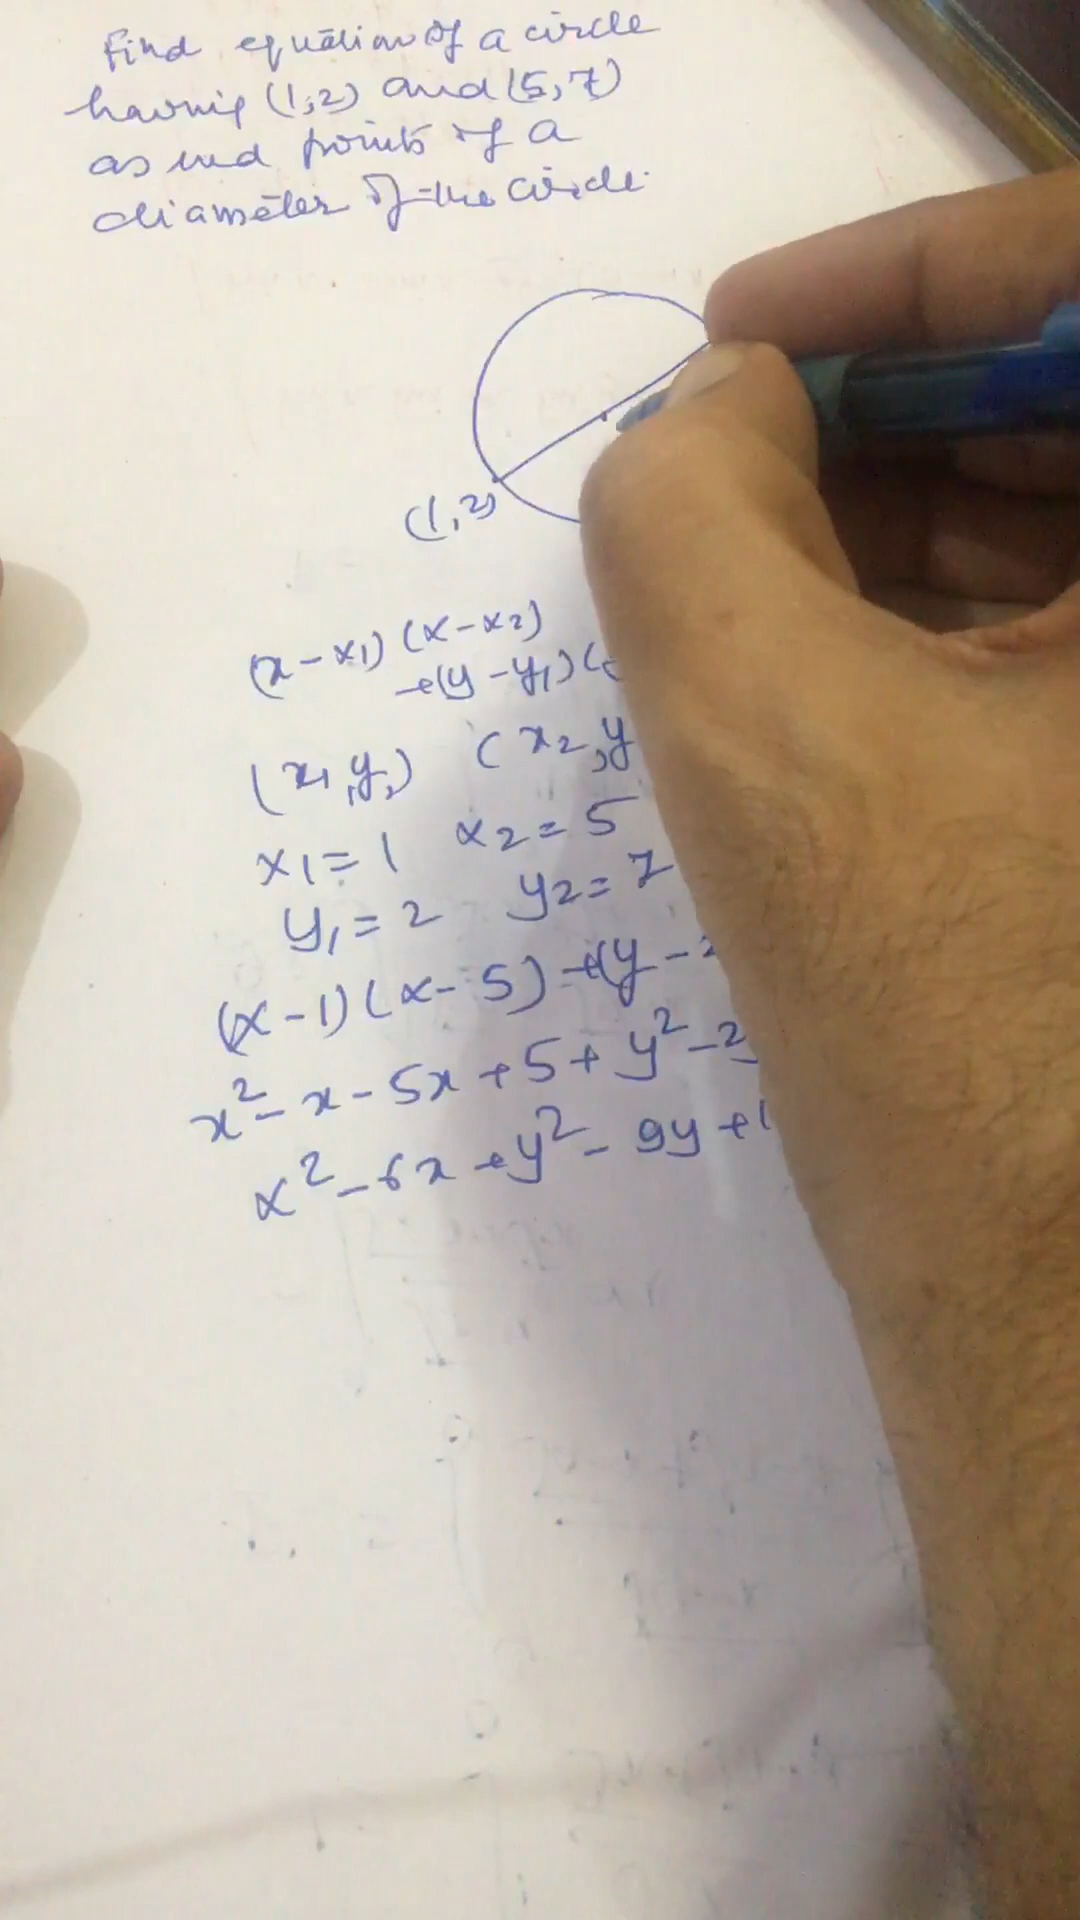 Find equation of a circle
having (1,2) and (5,7)
as end points of a
diameter of the circle.
(1,2)
(x-x1) (x-x2)
+(y-y1)(
(x1,y1) (x2,y
x1=1 x2=5
y1=2 y2=7
(x-1)(x-5)+(y-2
x²-x-5x+5+y²-2
x²-6x+y²-9y+1